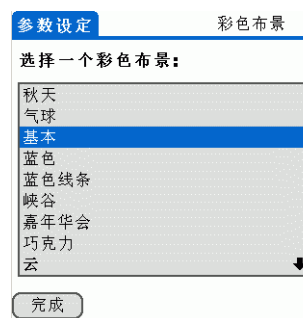 参数设定 彩色布景
选择一个彩色布景:
秋天
气球
基本
蓝色
蓝色线条
峡谷
嘉年华会
巧克力
云
完成